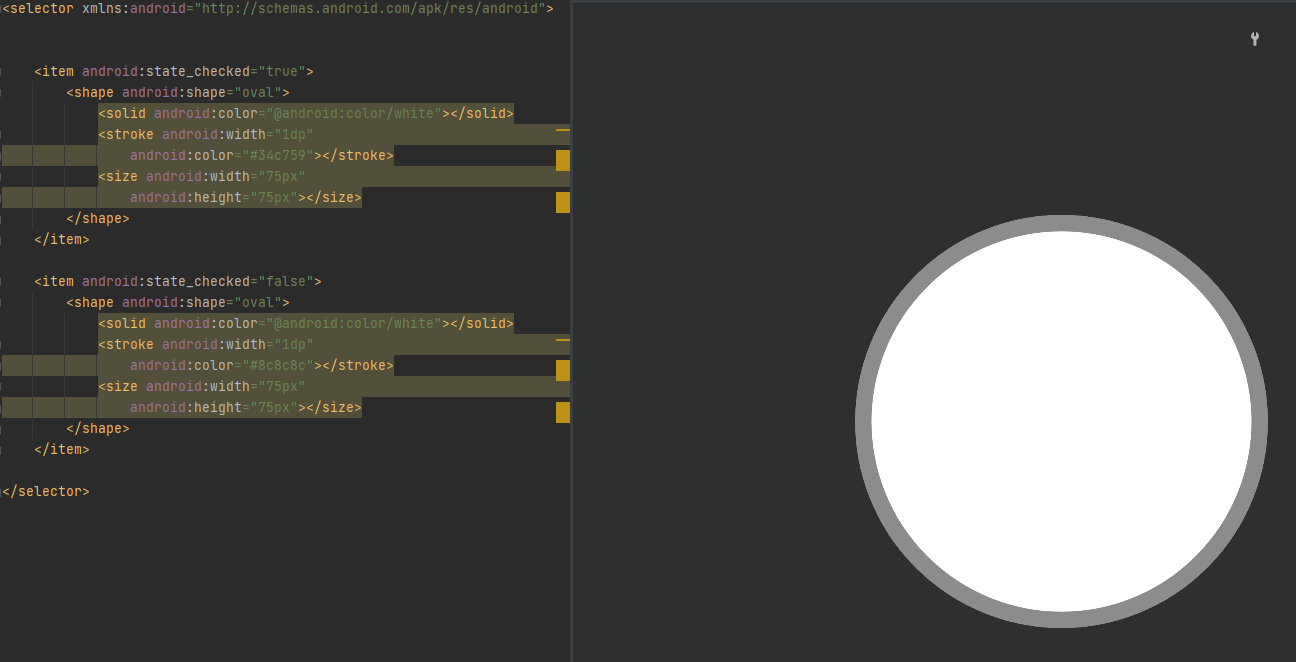 <selector xmlns:android="http://schemas.android.com/apk/res/android">
<item android:state_checked="true">
<shape android:shape="oval">
<solid android:color="@android:color/white"></solid>
<stroke android:width="1dp"
android:color="#34c759"></stroke>
<size android:width="75px"
android:height="75px"></size>
</shape>
</item>
<item android:state_checked="false">
<shape android:shape="oval">
<solid android:color="@android:color/white"></solid>
<stroke android:width="1dp"
android:color="#8c8c8c"></stroke>
<size android:width="75px"
android:height="75px"></size>
</shape>
</item>
</selector>